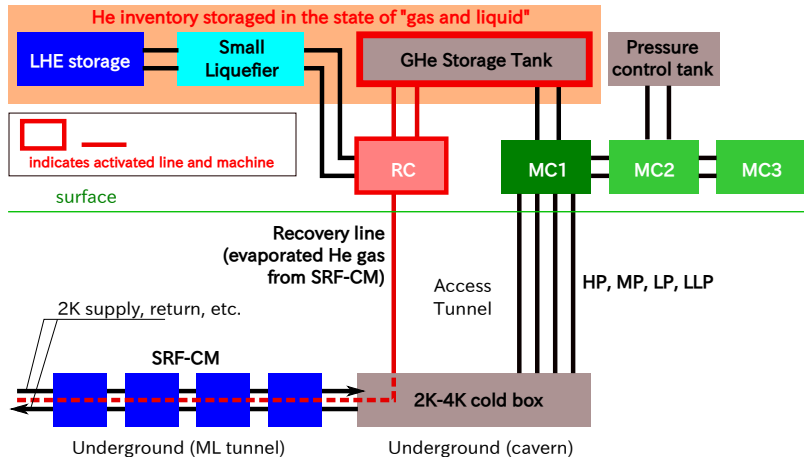 He inventory storaged in the state of "gas and liquid"
LHE storage
Small
Liquefier
GHe Storage Tank
Pressure
control tank
indicates activated line and machine
RC
MC1
MC2
MC3
surface
Recovery line
(evaporated He gas
from SRF-CM)
Access
Tunnel
HP, MP, LP, LLP
2K supply, return, etc.
SRF-CM
2K-4K cold box
Underground (ML tunnel)
Underground (cavern)